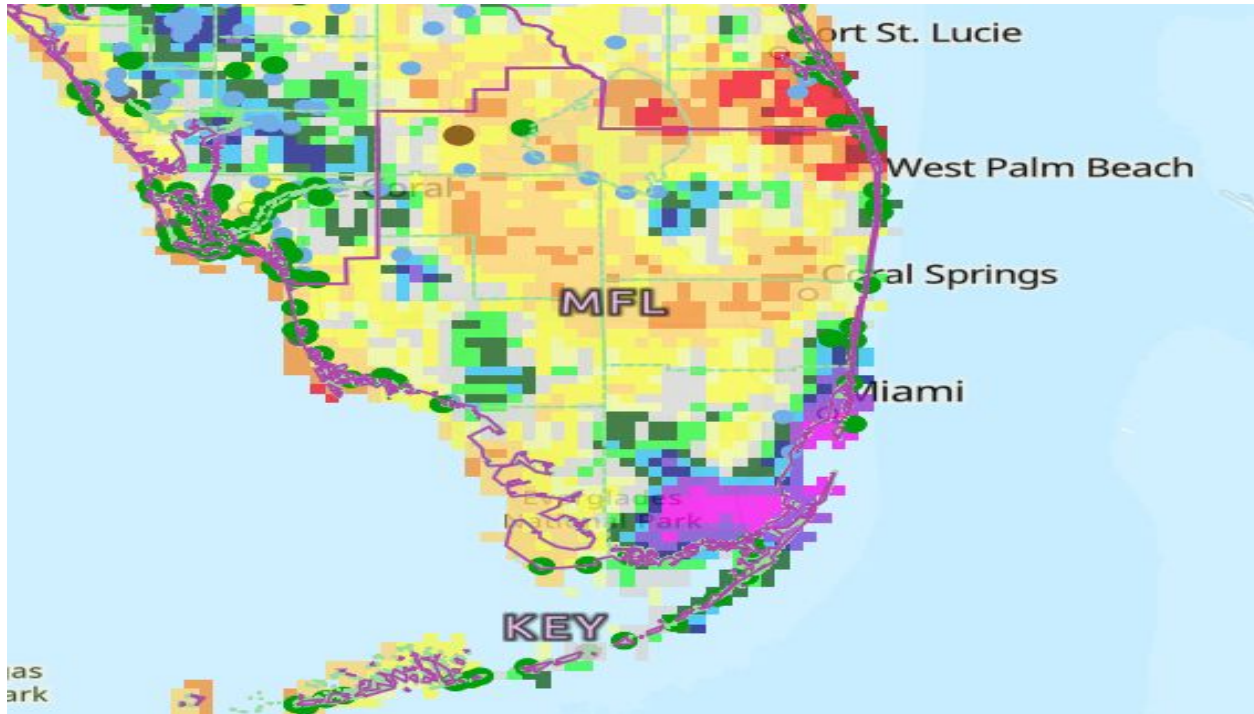 ort St. Lucie
West Palm Beach
Coral
Coral Springs
MFL
Miami
Everglades
National Park
KEY
gas
ark